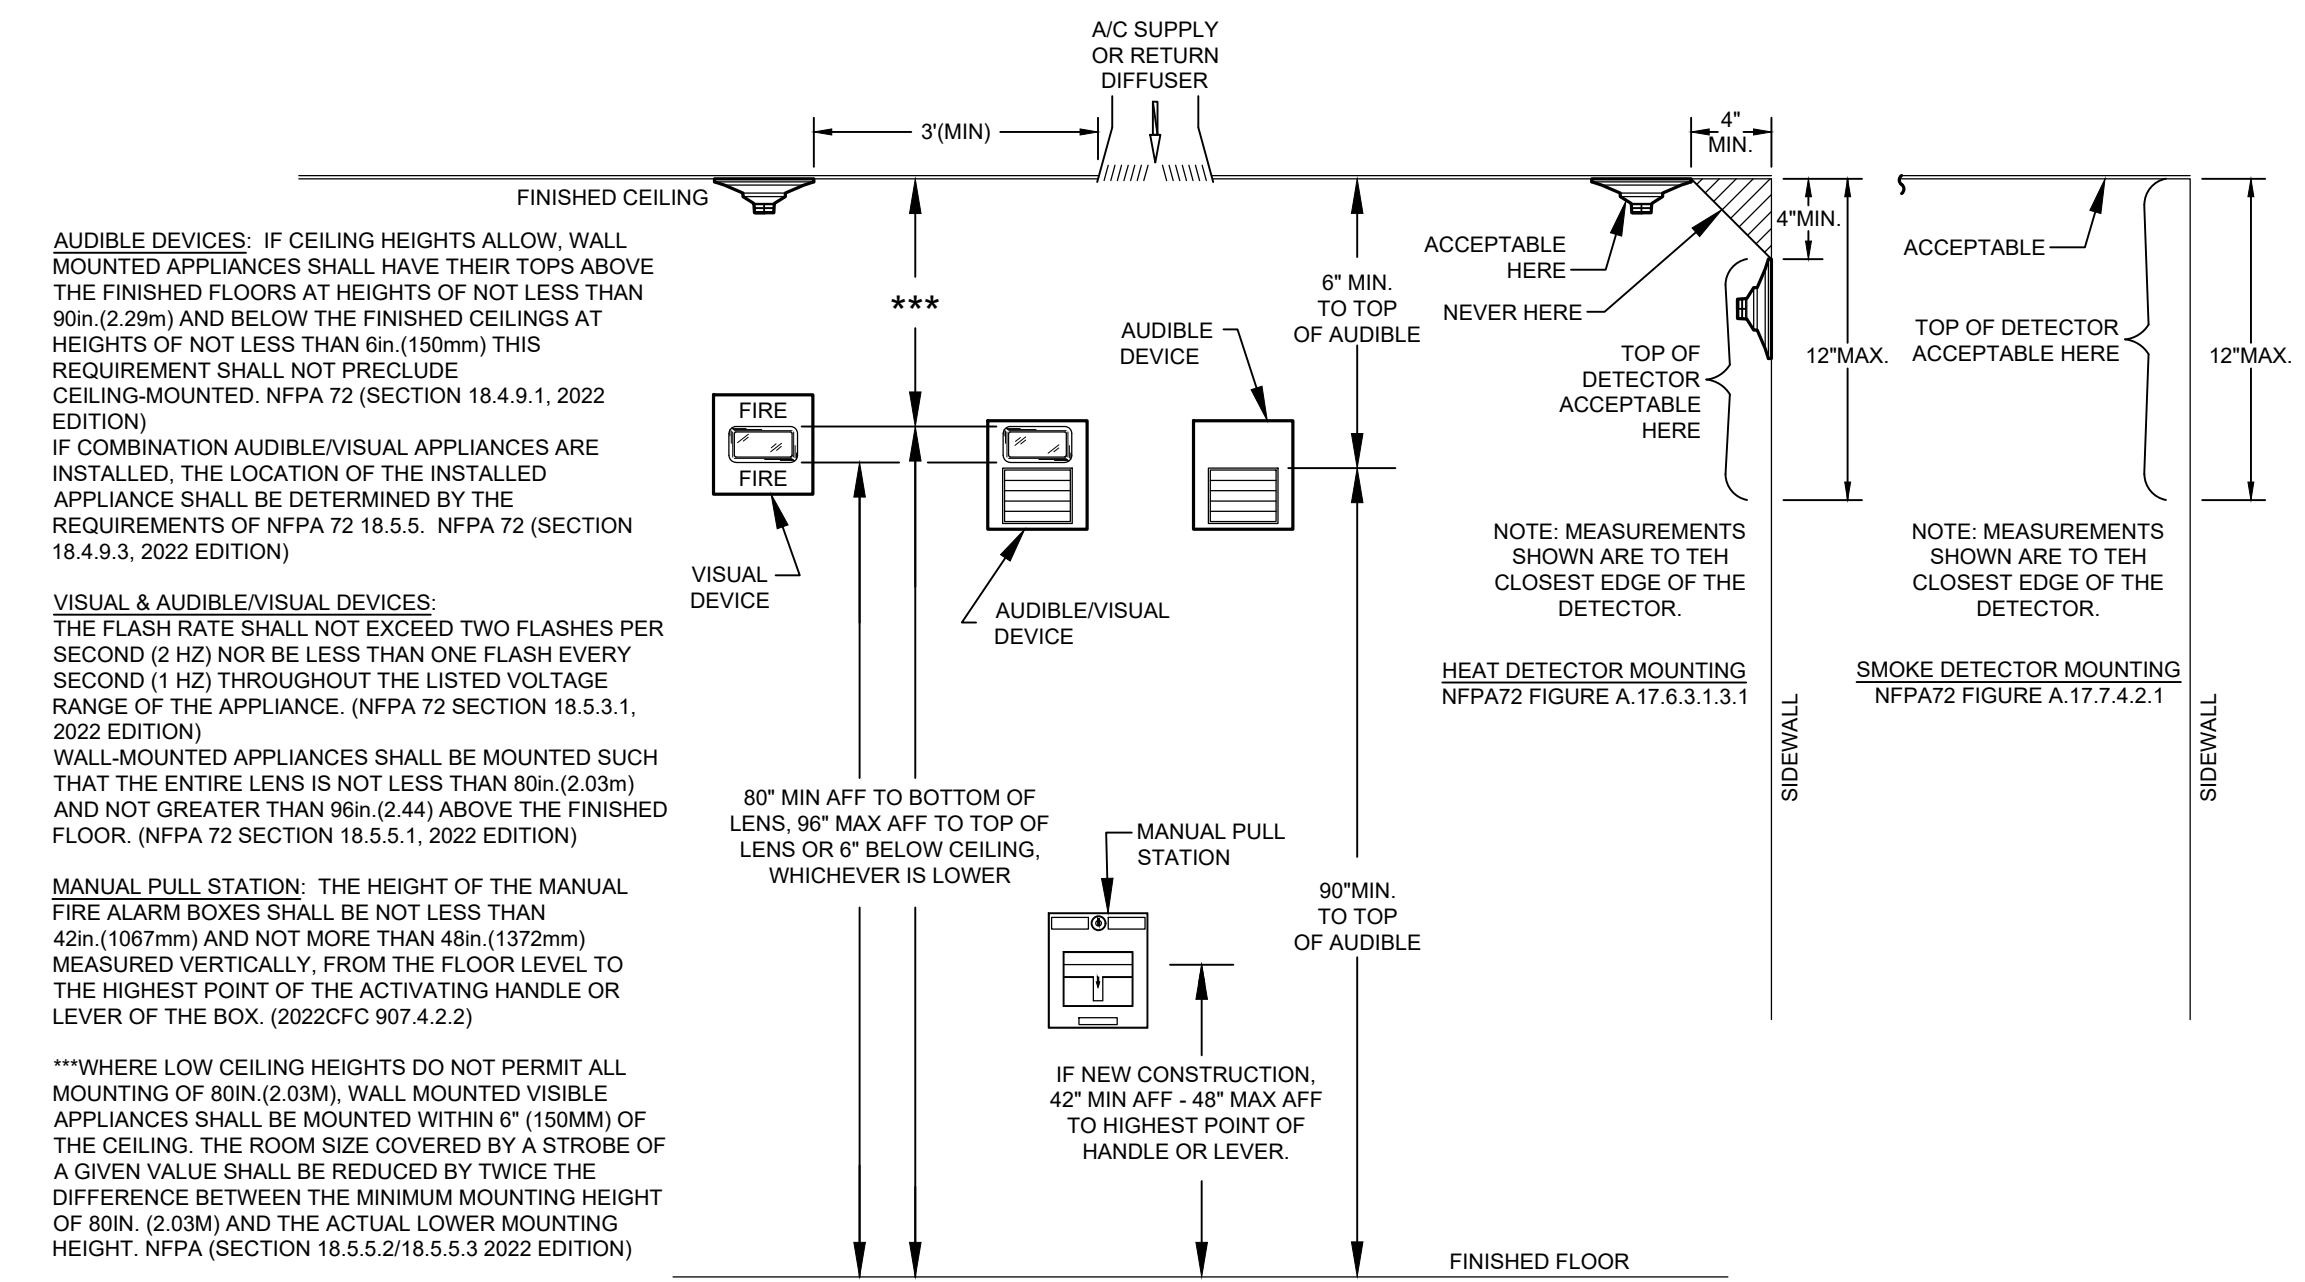 A/C SUPPLY
OR RETURN
DIFFUSER
3'(MIN)
4"
MIN.
FINISHED CEILING
4"MIN.
12"MAX.
ACCEPTABLE
HERE
NEVER HERE
TOP OF
DETECTOR
ACCEPTABLE
HERE
ACCEPTABLE
TOP OF DETECTOR
ACCEPTABLE HERE
12"MAX.
AUDIBLE DEVICES: IF CEILING HEIGHTS ALLOW, WALL
MOUNTED APPLIANCES SHALL HAVE THEIR TOPS ABOVE
THE FINISHED FLOORS AT HEIGHTS OF NOT LESS THAN
90in.(2.29m) AND BELOW THE FINISHED CEILINGS AT
HEIGHTS OF NOT LESS THAN 6in.(150mm) THIS
REQUIREMENT SHALL NOT PRECLUDE
CEILING-MOUNTED. NFPA 72 (SECTION 18.4.9.1, 2022
EDITION)
IF COMBINATION AUDIBLE/VISUAL APPLIANCES ARE
INSTALLED, THE LOCATION OF THE INSTALLED
APPLIANCE SHALL BE DETERMINED BY THE
REQUIREMENTS OF NFPA 72 18.5.5. NFPA 72 (SECTION
18.4.9.3, 2022 EDITION)
VISUAL & AUDIBLE/VISUAL DEVICES:
THE FLASH RATE SHALL NOT EXCEED TWO FLASHES PER
SECOND (2 HZ) NOR BE LESS THAN ONE FLASH EVERY
SECOND (1 HZ) THROUGHOUT THE LISTED VOLTAGE
RANGE OF THE APPLIANCE. (NFPA 72 SECTION 18.5.3.1,
2022 EDITION)
WALL-MOUNTED APPLIANCES SHALL BE MOUNTED SUCH
THAT THE ENTIRE LENS IS NOT LESS THAN 80in.(2.03m)
AND NOT GREATER THAN 96in.(2.44) ABOVE THE FINISHED
FLOOR. (NFPA 72 SECTION 18.5.5.1, 2022 EDITION)
MANUAL PULL STATION: THE HEIGHT OF THE MANUAL
FIRE ALARM BOXES SHALL BE NOT LESS THAN
42in.(1067mm) AND NOT MORE THAN 48in.(1372mm)
MEASURED VERTICALLY, FROM THE FLOOR LEVEL TO
THE HIGHEST POINT OF THE ACTIVATING HANDLE OR
LEVER OF THE BOX. (2022CFC 907.4.2.2)
***WHERE LOW CEILING HEIGHTS DO NOT PERMIT ALL
MOUNTING OF 80IN.(2.03M), WALL MOUNTED VISIBLE
APPLIANCES SHALL BE MOUNTED WITHIN 6" (150MM) OF
THE CEILING. THE ROOM SIZE COVERED BY A STROBE OF
A GIVEN VALUE SHALL BE REDUCED BY TWICE THE
DIFFERENCE BETWEEN THE MINIMUM MOUNTING HEIGHT
OF 80IN. (2.03M) AND THE ACTUAL LOWER MOUNTING
HEIGHT. NFPA (SECTION 18.5.5.2/18.5.5.3 2022 EDITION)
***
FIRE
FIRE
VISUAL
DEVICE
AUDIBLE/VISUAL
DEVICE
AUDIBLE
DEVICE
6" MIN.
TO TOP
OF AUDIBLE
80" MIN AFF TO BOTTOM OF
LENS, 96" MAX AFF TO TOP OF
LENS OR 6" BELOW CEILING,
WHICHEVER IS LOWER
MANUAL PULL
STATION
90"MIN.
TO TOP
OF AUDIBLE
IF NEW CONSTRUCTION,
42" MIN AFF - 48" MAX AFF
TO HIGHEST POINT OF
HANDLE OR LEVER.
NOTE: MEASUREMENTS
SHOWN ARE TO TEH
CLOSEST EDGE OF THE
DETECTOR.
HEAT DETECTOR MOUNTING
NFPA72 FIGURE A.17.6.3.1.3.1
SIDEWALL
NOTE: MEASUREMENTS
SHOWN ARE TO TEH
CLOSEST EDGE OF THE
DETECTOR.
SMOKE DETECTOR MOUNTING
NFPA72 FIGURE A.17.7.4.2.1
SIDEWALL
FINISHED FLOOR